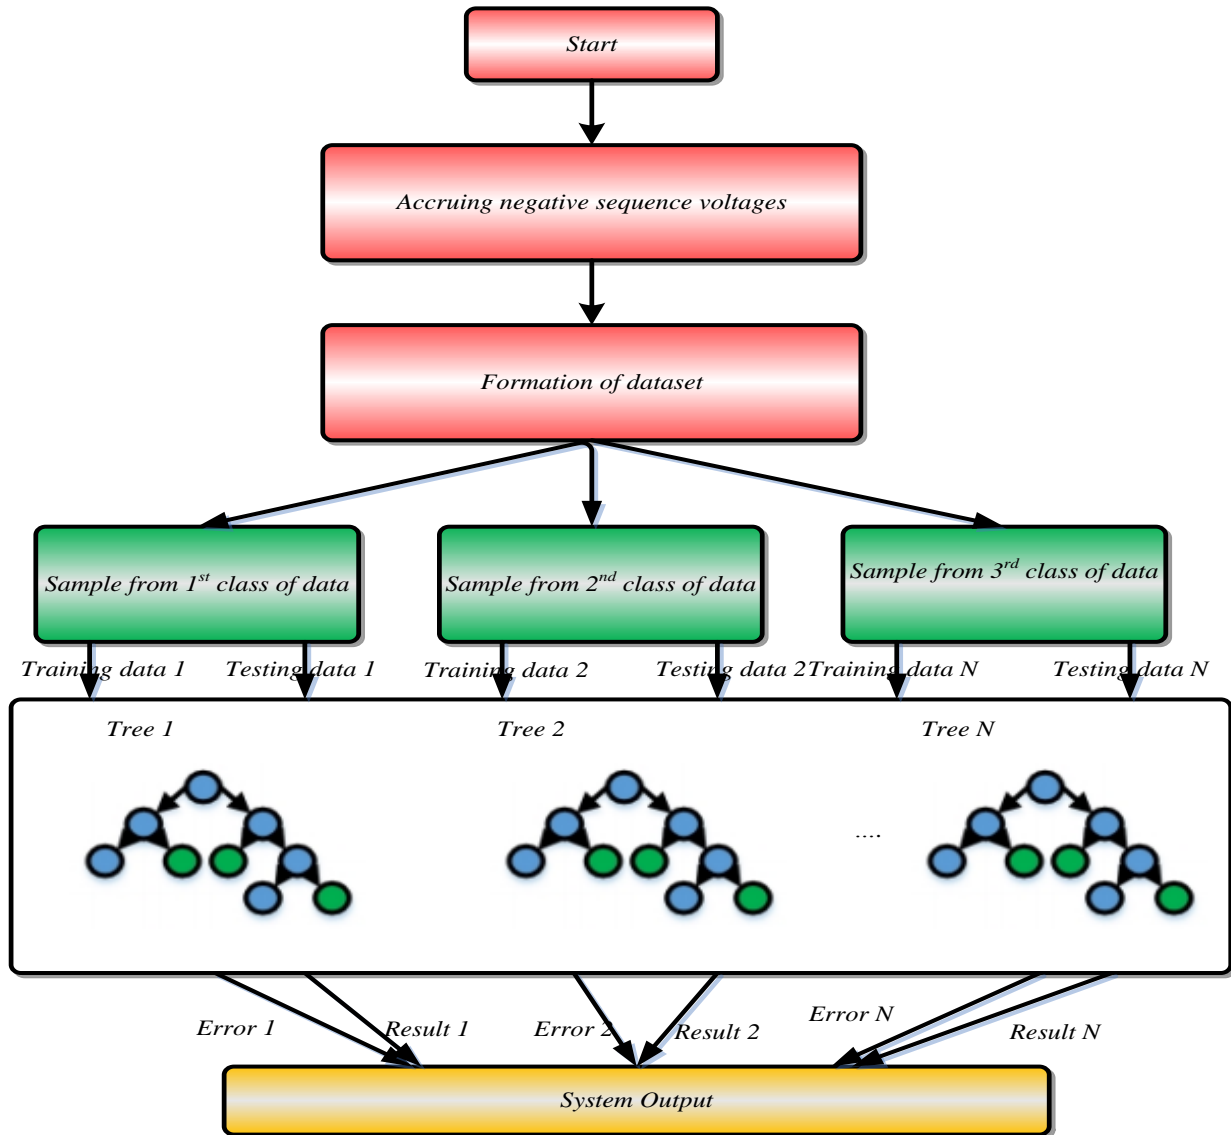 Start
Accruing negative sequence voltages
Formation of dataset
Sample from 1st class of data
Sample from 2nd class of data
Sample from 3rd class of data
Training data 1
Testing data 1
Training data 2
Testing data 2
Training data N
Testing data N
Tree 1
Tree 2
Tree N
....
Error 1
Result 1
Error 2
Result 2
Error N
Result N
System Output